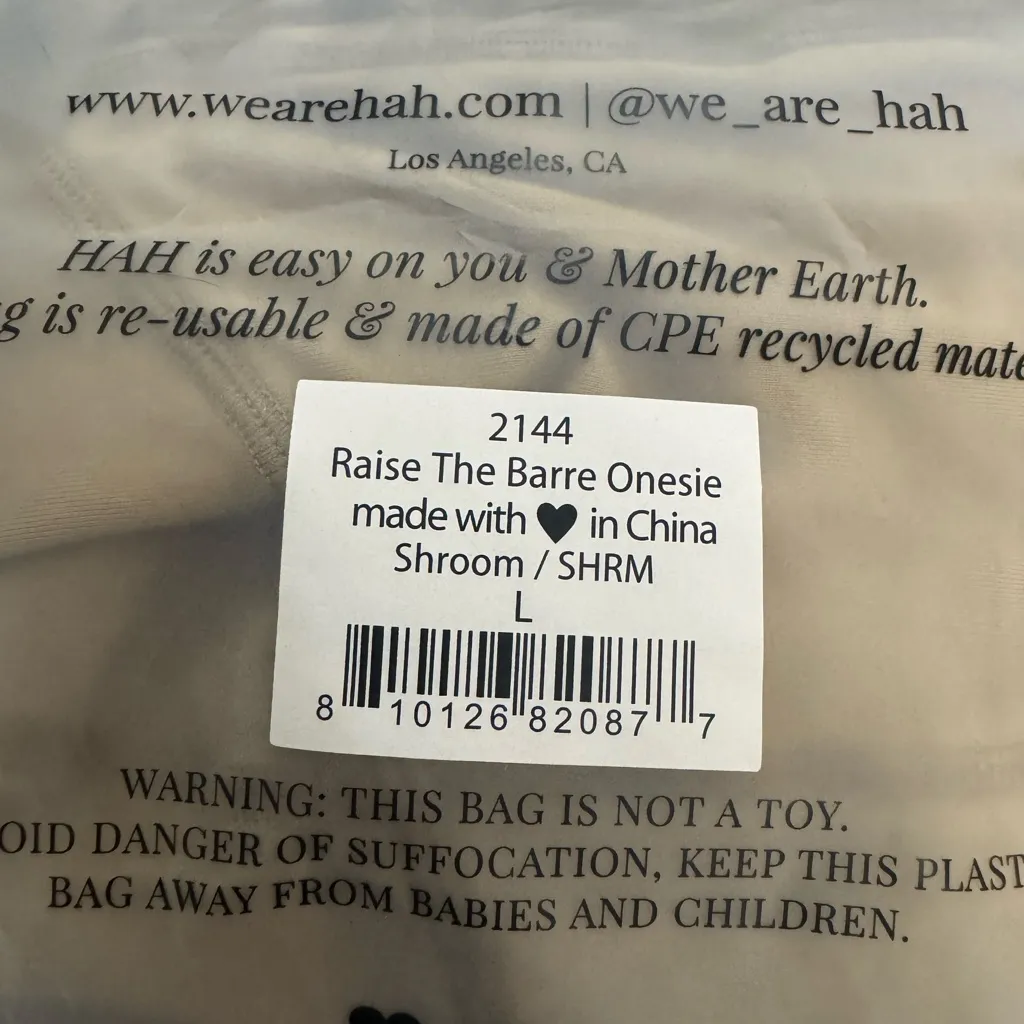 www.wearehah.com | @we_are_hah
Los Angeles, CA
HAH is easy on you & Mother Earth.
is re-usable & made of CPE recycled
2144
Raise The Barre Onesie
made with ♥ in China
Shroom / SHRM
L
8 10126 82087 7
WARNING: THIS BAG IS NOT A TOY.
DANGER OF SUFFOCATION, KEEP THIS
BAG AWAY FROM BABIES AND CHILDREN.